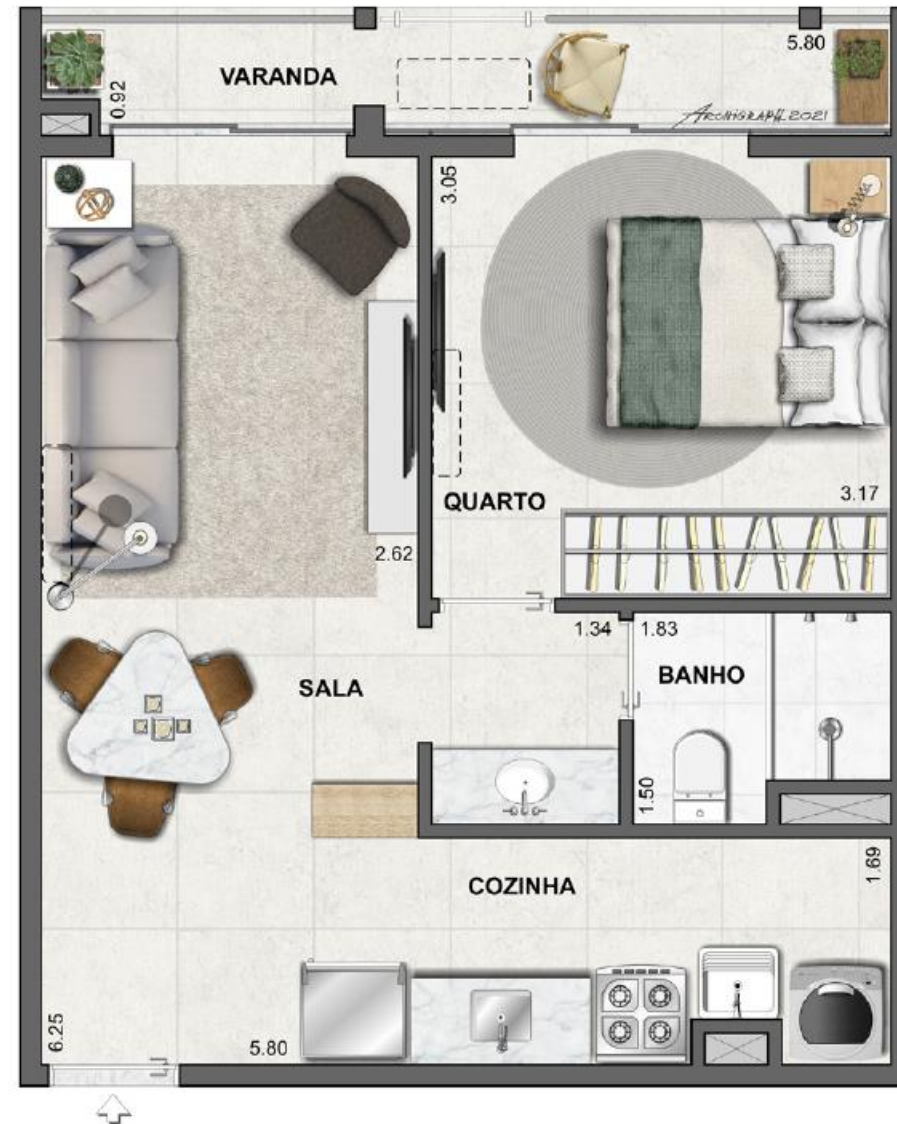 5.80
VARANDA
0.92
ARCHIGRAPH 2021
3.05
3.17
QUARTO
2.62
1.34
1.83
BANHO
SALA
1.50
COZINHA
1.69
6.25
5.80